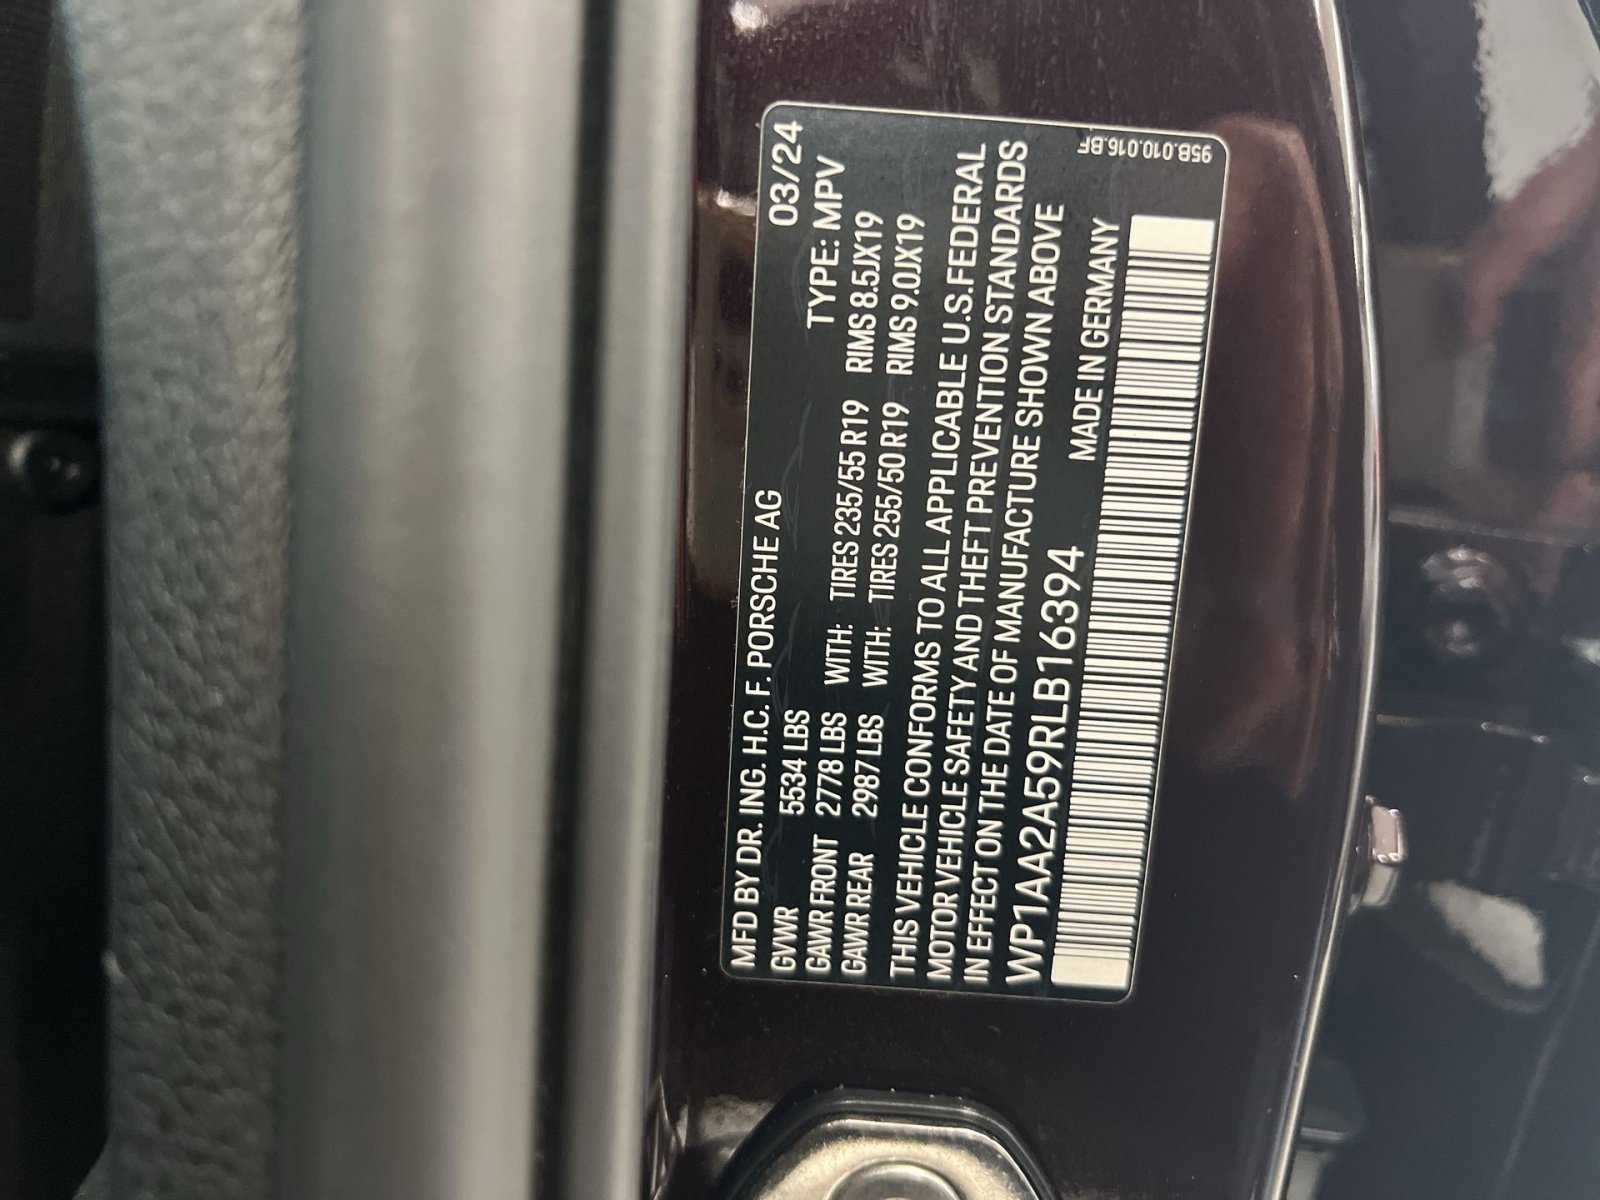 MFD BY DR. ING. H.C. F. PORSCHE AG 03/24
GVWR 5534 LBS TYPE: MPV
GAWR FRONT 2778 LBS WITH: TIRES 235/55 R19 RIMS 8.5JX19
GAWR REAR 2987 LBS WITH: TIRES 255/50 R19 RIMS 9.0JX19
THIS VEHICLE CONFORMS TO ALL APPLICABLE U.S.FEDERAL
MOTOR VEHICLE SAFETY AND THEFT PREVENTION STANDARDS
IN EFFECT ON THE DATE OF MANUFACTURE SHOWN ABOVE
WP1AA2A59RLB16394 MADE IN GERMANY
95B.010.016.BF